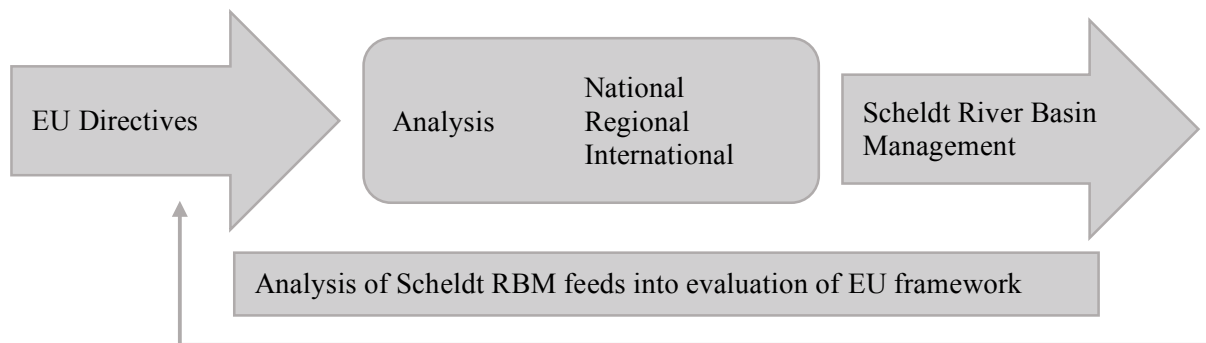 EU Directives
Analysis
National
Regional
International
Scheldt River Basin
Management
Analysis of Scheldt RBM feeds into evaluation of EU framework